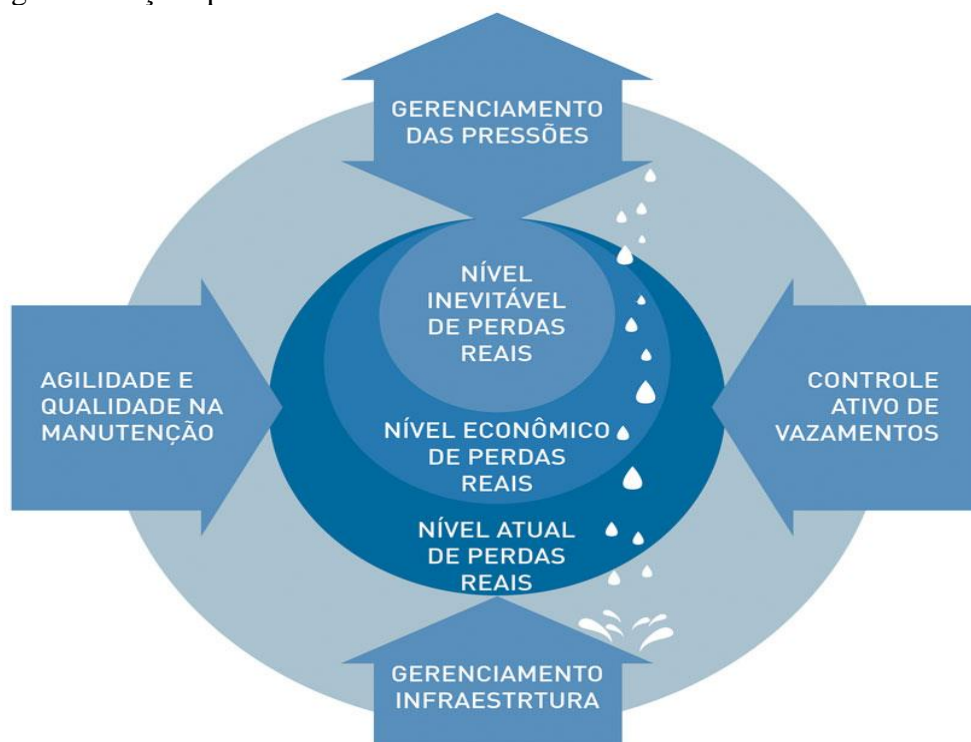 GERENCIAMENTO
DAS PRESSÕES
NÍVEL
INEVITÁVEL
DE PERDAS
REAIS
AGILIDADE E
QUALIDADE NA
MANUTENÇÃO
CONTROLE
ATIVO DE
VAZAMENTOS
NÍVEL ECONÔMICO
DE PERDAS
REAIS
NÍVEL ATUAL
DE PERDAS
REAIS
GERENCIAMENTO
INFRAESTRTURA